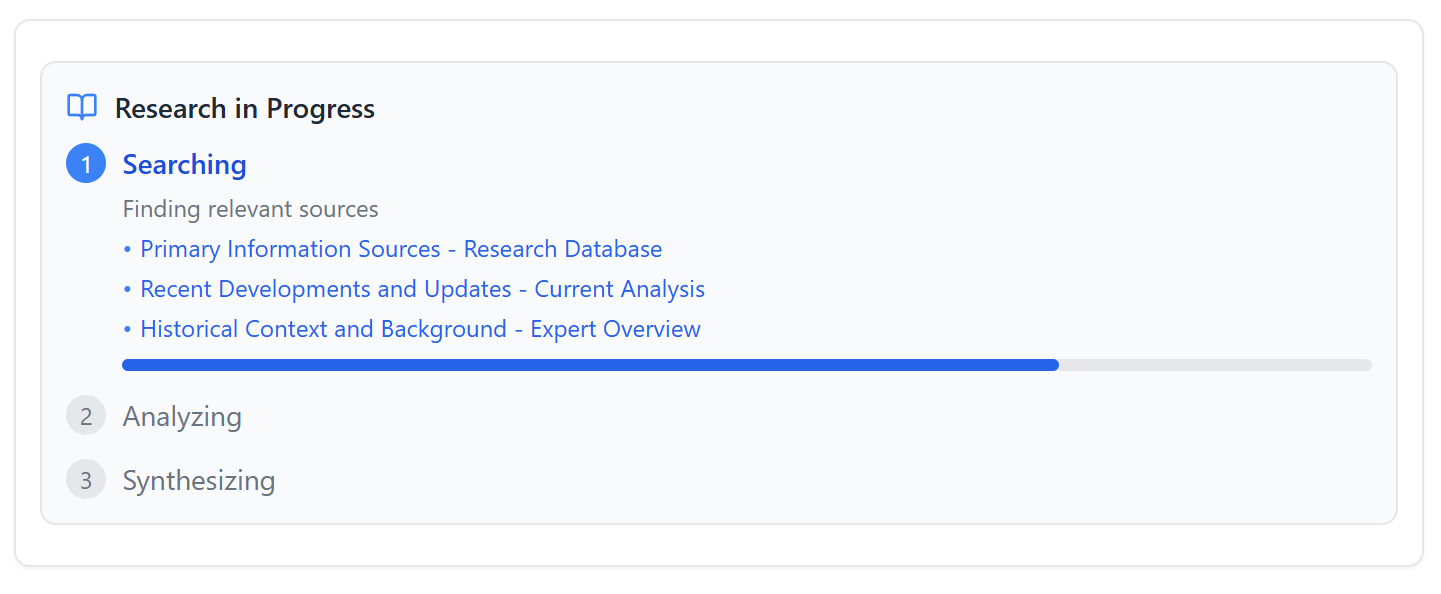 Research in Progress
1 Searching
Finding relevant sources
• Primary Information Sources - Research Database
• Recent Developments and Updates - Current Analysis
• Historical Context and Background - Expert Overview
2 Analyzing
3 Synthesizing